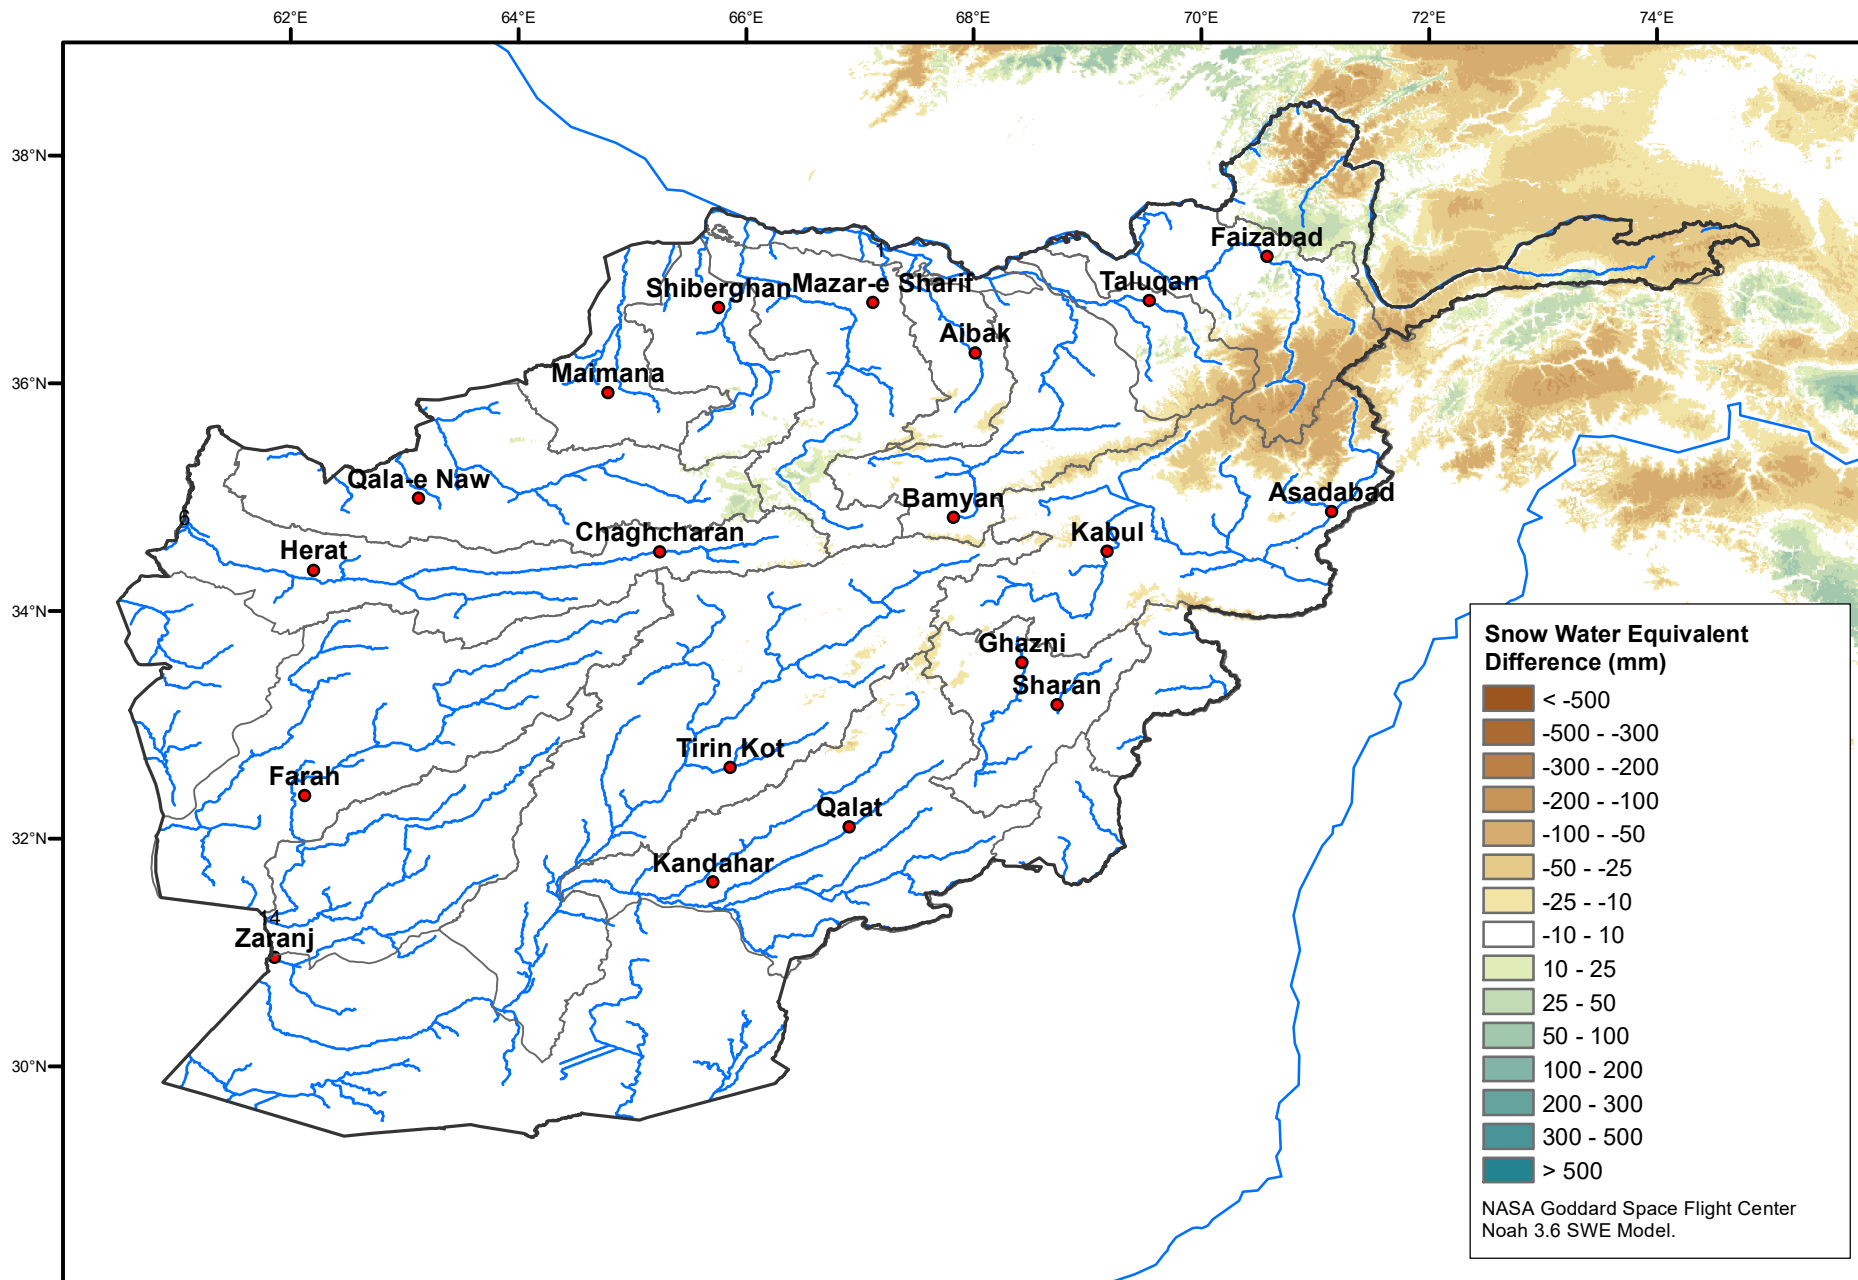 62°E 64°E 66°E 68°E 70°E 72°E 74°E
38°N
36°N
34°N
32°N
30°N
Faizabad
Shiberghan
Mazar-e Sharif
Taluqan
Aibak
Maimana
Qala-e Naw
Bamyan
Asadabad
6
Chaghcharan
Kabul
Herat
Ghazni
Sharan
Tirin Kot
Farah
Qalat
Kandahar
14
Zaranj
Snow Water Equivalent
Difference (mm)
< -500
-500 - -300
-300 - -200
-200 - -100
-100 - -50
-50 - -25
-25 - -10
-10 - 10
10 - 25
25 - 50
50 - 100
100 - 200
200 - 300
300 - 500
> 500
NASA Goddard Space Flight Center
Noah 3.6 SWE Model.